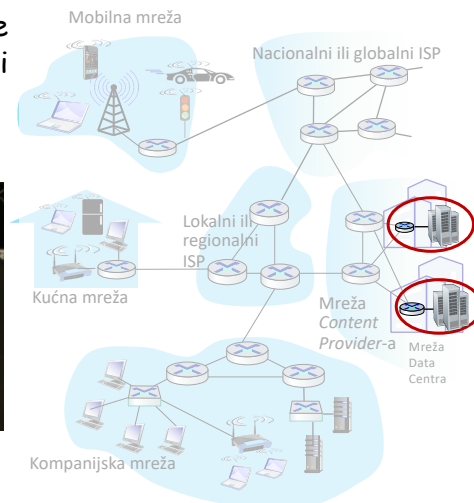 e
i
Mobilna mreža
Nacionalni ili globalni ISP
Lokalni ili
regionalni
ISP
Kućna mreža
Mreža
Content
Provider-a
Mreža
Data
Centra
Kompanijska mreža